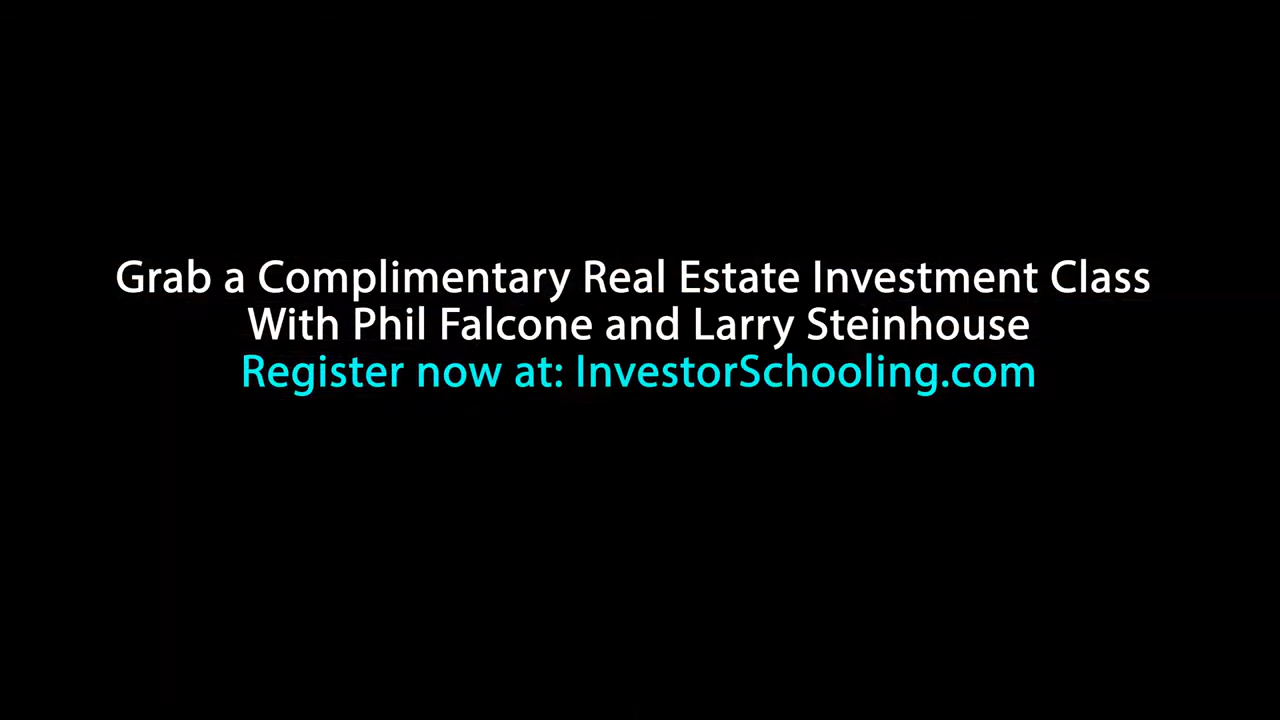 Grab a Complimentary Real Estate Investment Class
With Phil Falcone and Larry Steinhouse
Register now at: InvestorSchooling.com